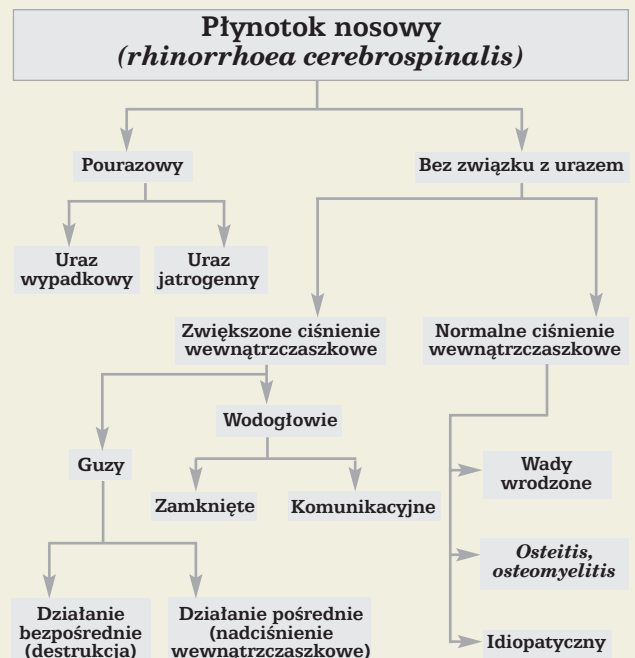 Płynotok nosowy
(rhinorrhoea cerebrospinalis)
Pourazowy
Bez związku z urazem
Uraz
wypadkowy
Uraz
jatrogenny
Zwiększone ciśnienie
wewnątrzczaszkowe
Normalne ciśnienie
wewnątrzczaszkowe
Wodogłowie
Guzy
Zamknięte
Komunikacyjne
Wady
wrodzone
Osteitis,
osteomyelitis
Działanie
bezpośrednie
(destrukcja)
Działanie pośrednie
(nadciśnienie
wewnątrzczaszkowe)
Idiopatyczny